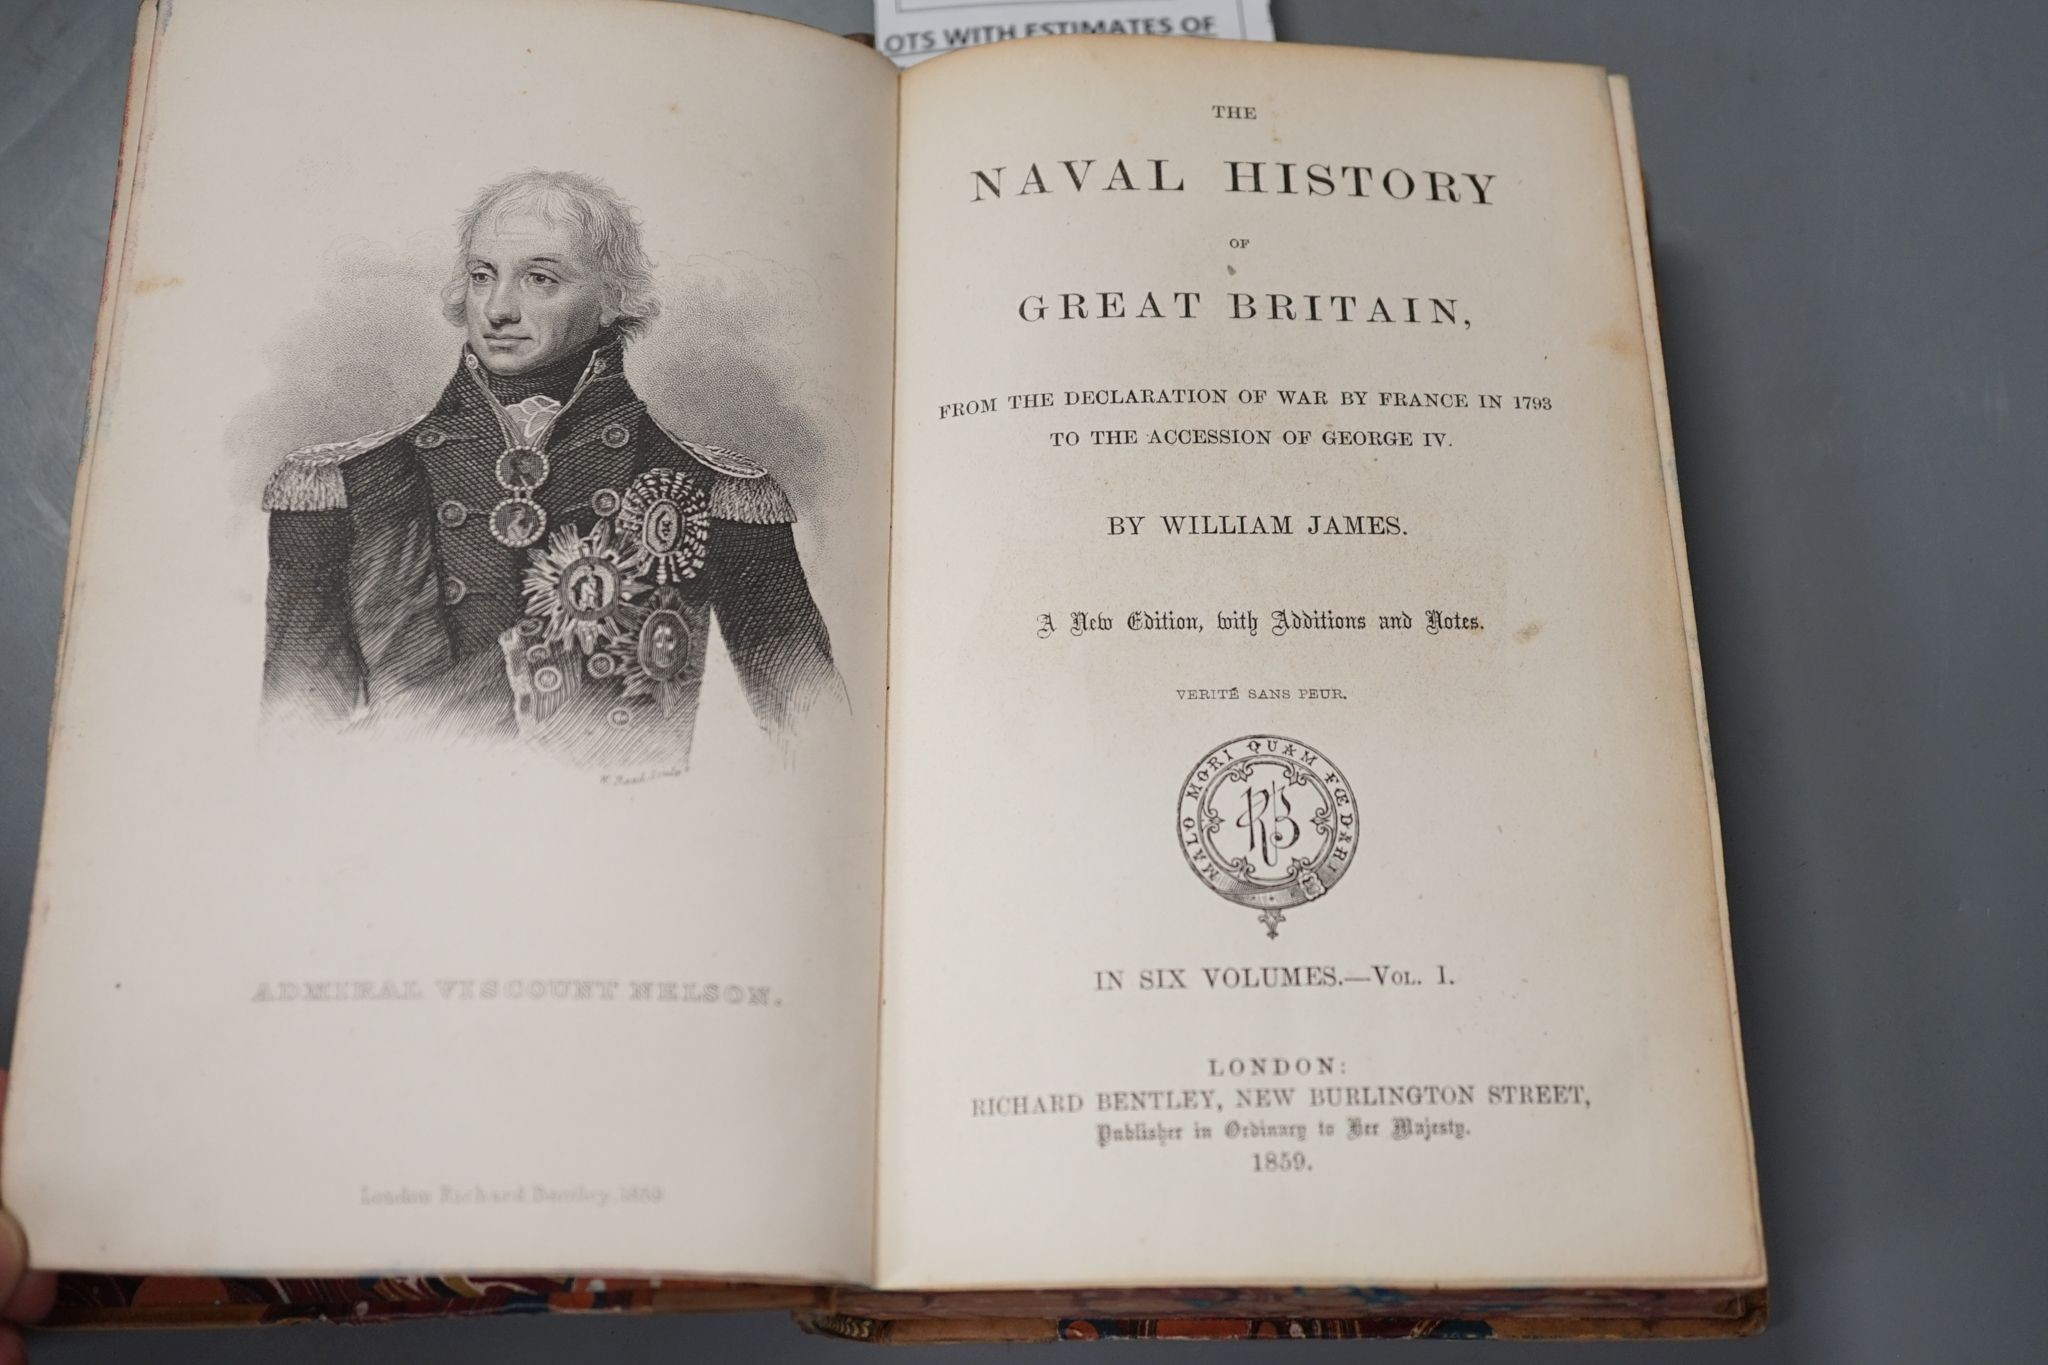 OTS WITH ESTIMATES OF
ADMIRAL VISCOUNT NELSON.
London Richard Bentley, 1859
THE
NAVAL HISTORY
OF
GREAT BRITAIN,
FROM THE DECLARATION OF WAR BY FRANCE IN 1793
TO THE ACCESSION OF GEORGE IV.
BY WILLIAM JAMES.
A New Edition, with Additions and Notes.
VERITÉ SANS PEUR.
MALO MORI QUAM FŒDARI
RB
IN SIX VOLUMES.—VOL. I.
LONDON:
RICHARD BENTLEY, NEW BURLINGTON STREET,
Publisher in Ordinary to Her Majesty.
1859.